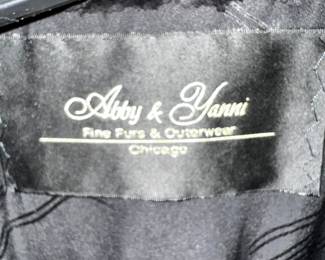 Abby & Yanni
Fine Furs & Outerwear
Chicago